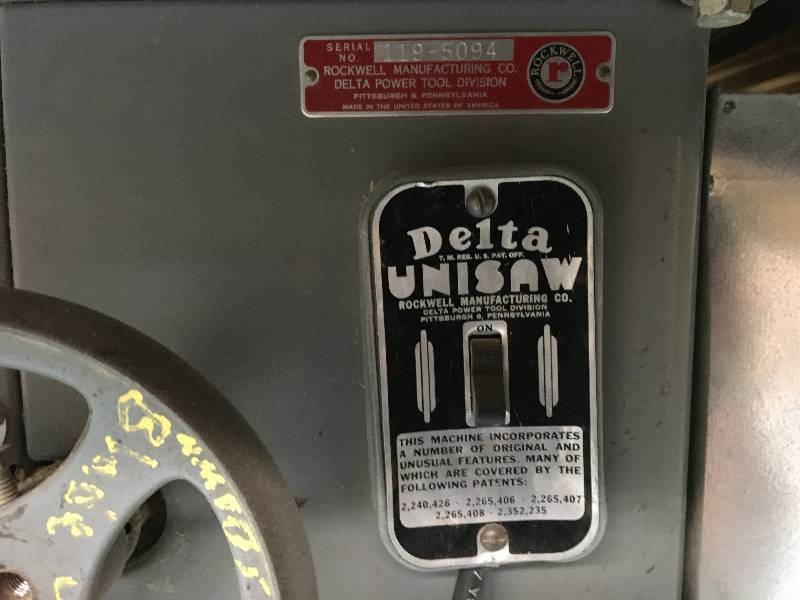 SERIAL
NO. 119-5094
ROCKWELL MANUFACTURING CO.
DELTA POWER TOOL DIVISION
PITTSBURGH 8, PENNSYLVANIA
MADE IN THE UNITED STATES OF AMERICA
ROCKWELL
r
Delta
T. M. REG. U. S. PAT. OFF.
UNISAW
ROCKWELL MANUFACTURING CO.
DELTA POWER TOOL DIVISION
PITTSBURGH 8, PENNSYLVANIA
ON
THIS MACHINE INCORPORATES
A NUMBER OF ORIGINAL AND
UNUSUAL FEATURES. MANY OF
WHICH ARE COVERED BY THE
FOLLOWING PATENTS:
2,240,426 - 2,265,406 - 2,265,407
2,265,408 - 2,352,235